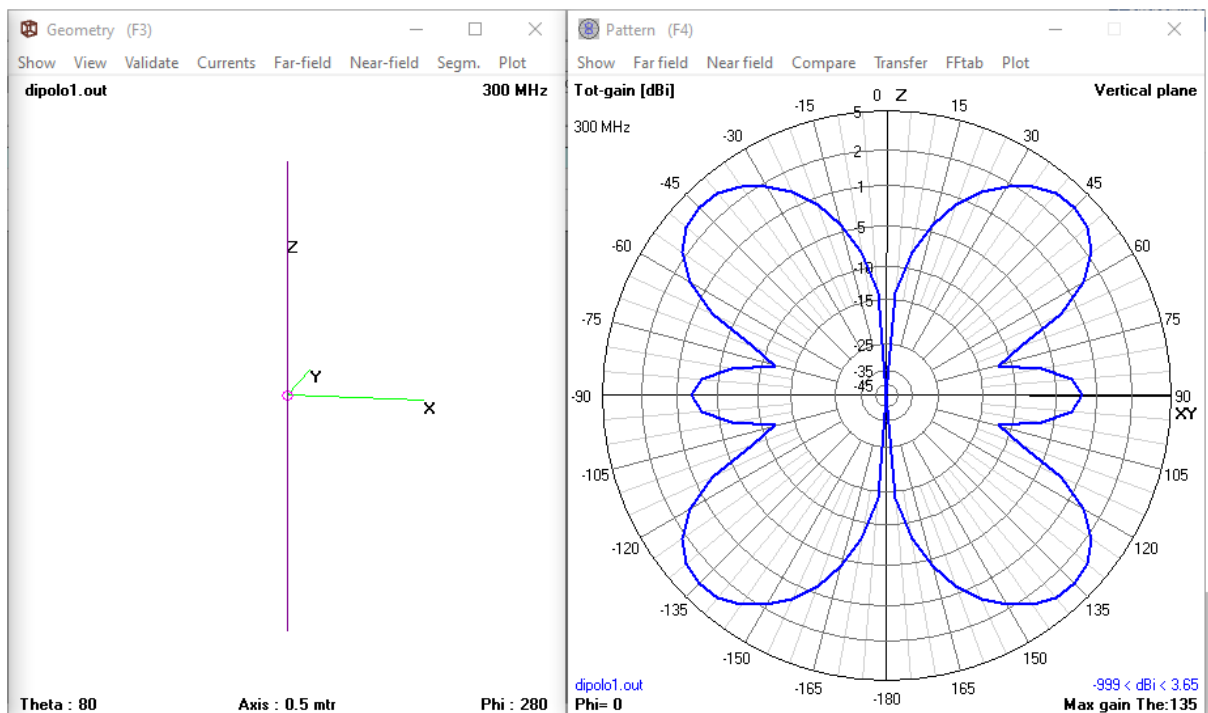 Geometry (F3)
Show View Validate Currents Far-field Near-field Segm. Plot
dipolo1.out 300 MHz
Z
Y
X
Theta : 80 Axis : 0.5 mtr Phi : 280
Pattern (F4)
Show Far field Near field Compare Transfer FFtab Plot
Tot-gain [dBi] 0 Z Vertical plane
300 MHz
-15 15
-30 30
-45 45
-60 60
-75 75
-90 90
XY
-105 105
-120 120
-135 135
-150 150
-165 165
-180
5
2
-1
-5
-10
-15
-25
-35
-45
dipolo1.out -999 < dBi < 3.65
Phi= 0 Max gain The:135